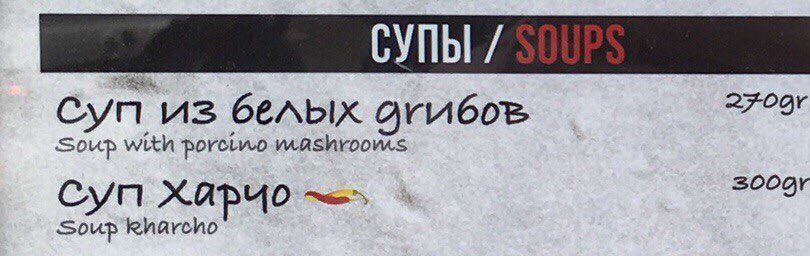 СУПЫ / SOUPS
Суп из белых grибов 270gr
Soup with porcino mashrooms
Суп Харчо 300gr
Soup kharcho